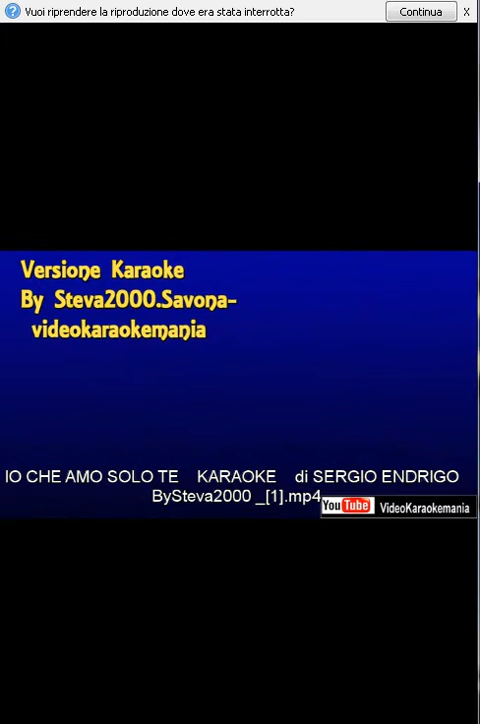 Vuoi riprendere la riproduzione dove era stata interrotta? Continua X
Versione Karaoke
By Steva2000.Savona-
videokaraokemania
IO CHE AMO SOLO TE KARAOKE di SERGIO ENDRIGO
BySteva2000 _[1].mp4
YouTube VideoKaraokemania